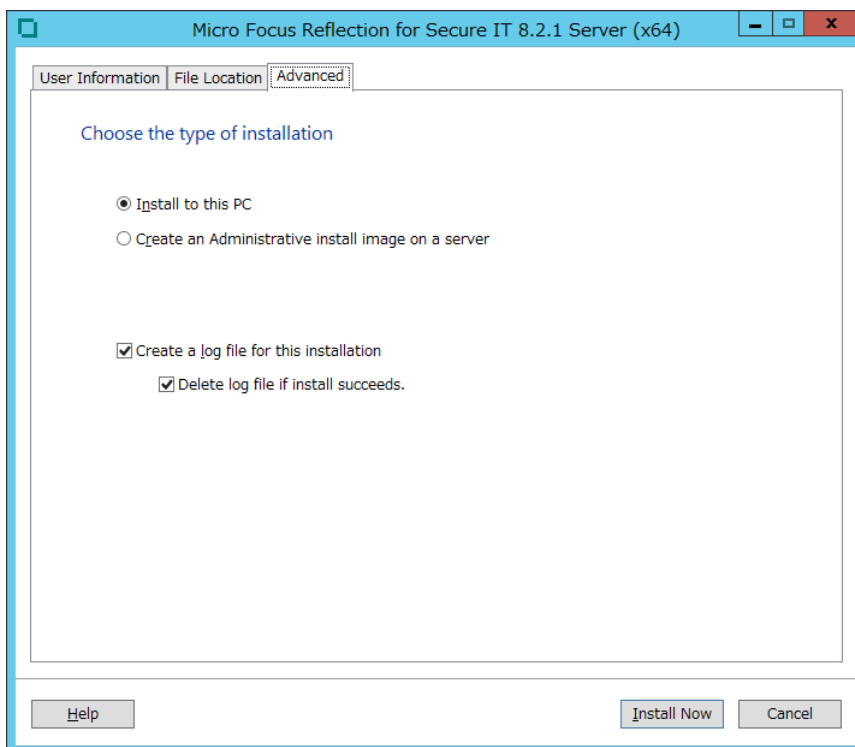 Micro Focus Reflection for Secure IT 8.2.1 Server (x64)
User Information File Location Advanced
Choose the type of installation
Install to this PC
Create an Administrative install image on a server
Create a log file for this installation
Delete log file if install succeeds.
Help Install Now Cancel